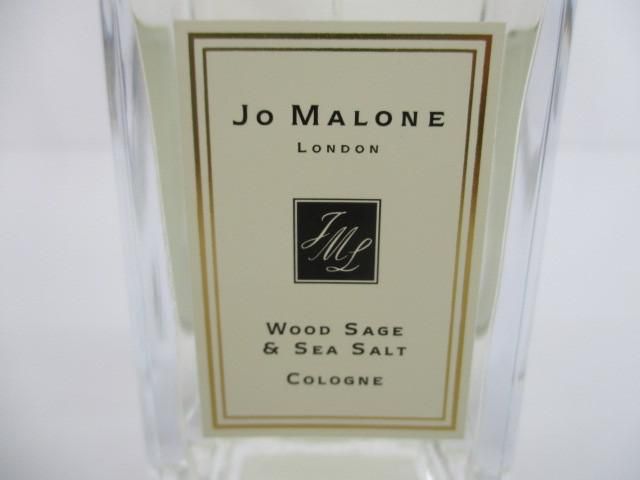 Jo Malone
London
JML
Wood Sage
& Sea Salt
Cologne